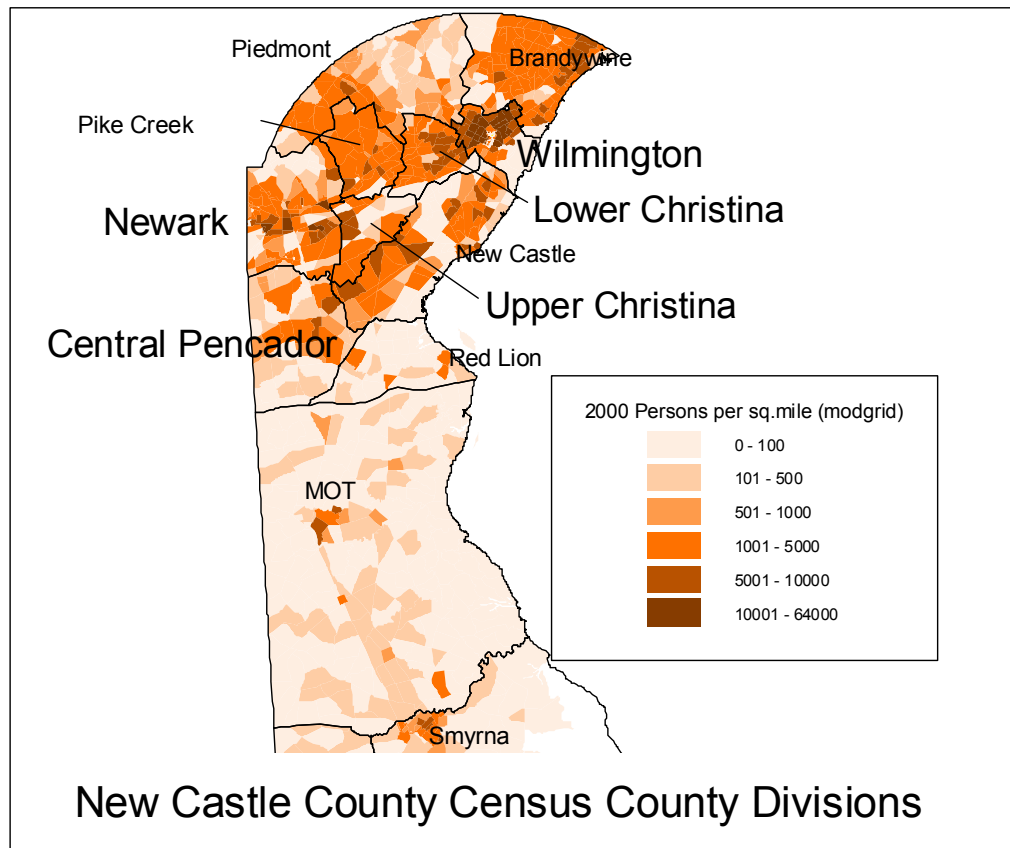 Piedmont
Brandywine
Pike Creek
Wilmington
Lower Christina
Newark
New Castle
Upper Christina
Central Pencador
Red Lion
2000 Persons per sq.mile (modgrid)
0 - 100
101 - 500
501 - 1000
1001 - 5000
5001 - 10000
10001 - 64000
MOT
Smyrna
New Castle County Census County Divisions